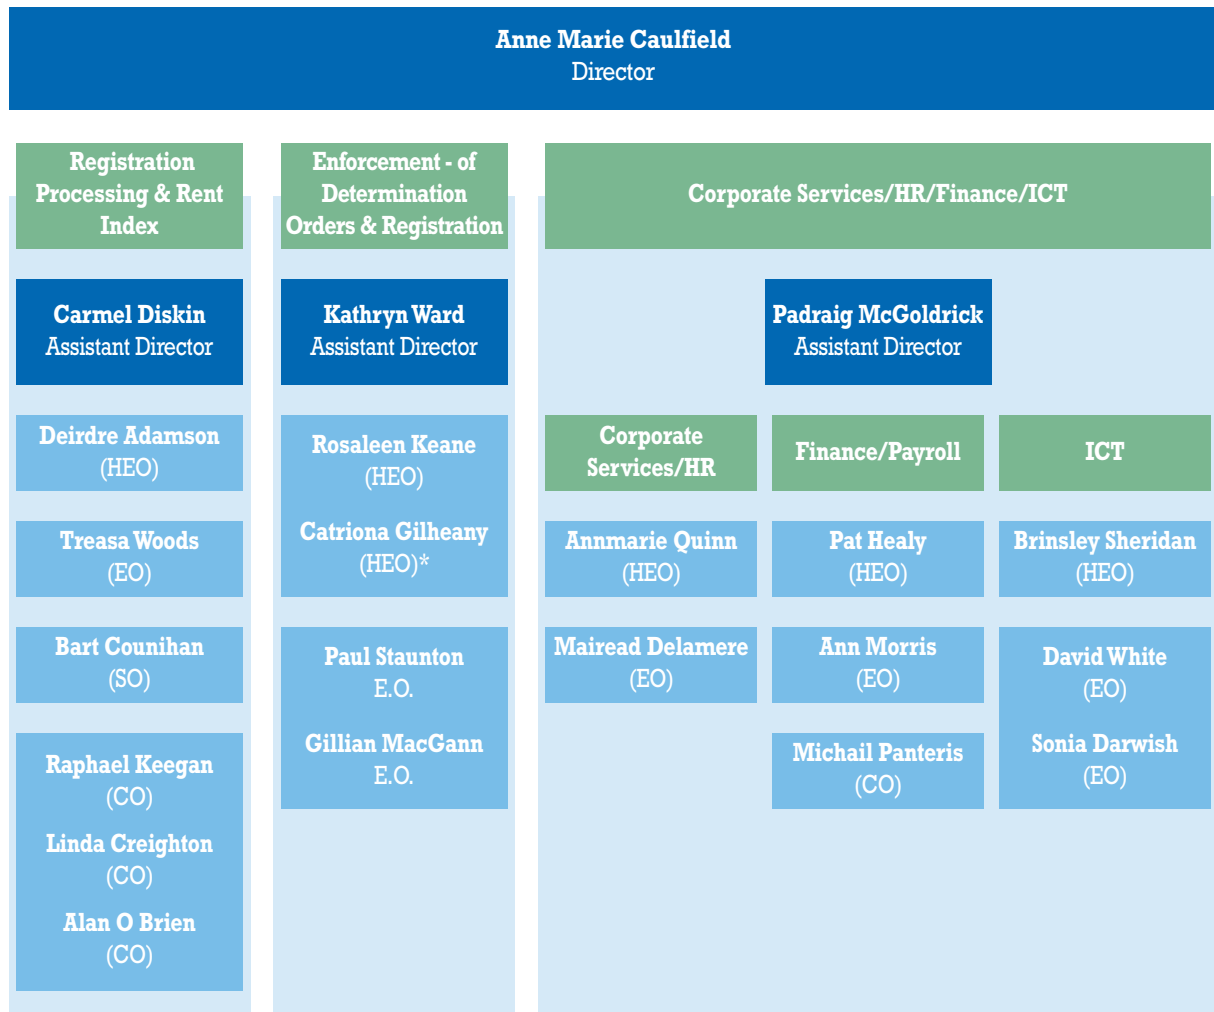 Anne Marie Caulfield
Director
Registration
Processing & Rent
Index
Carmel Diskin
Assistant Director
Deirdre Adamson
(HEO)
Treasa Woods
(EO)
Bart Counihan
(SO)
Raphael Keegan
(CO)
Linda Creighton
(CO)
Alan O Brien
(CO)
Enforcement - of
Determination
Orders & Registration
Kathryn Ward
Assistant Director
Rosaleen Keane
(HEO)
Catriona Gilheany
(HEO)*
Paul Staunton
E.O.
Gillian MacGann
E.O.
Corporate Services/HR/Finance/ICT
Padraig McGoldrick
Assistant Director
Corporate
Services/HR
Annmarie Quinn
(HEO)
Mairead Delamere
(EO)
Finance/Payroll
Pat Healy
(HEO)
Ann Morris
(EO)
Michail Panteris
(CO)
ICT
Brinsley Sheridan
(HEO)
David White
(EO)
Sonia Darwish
(EO)